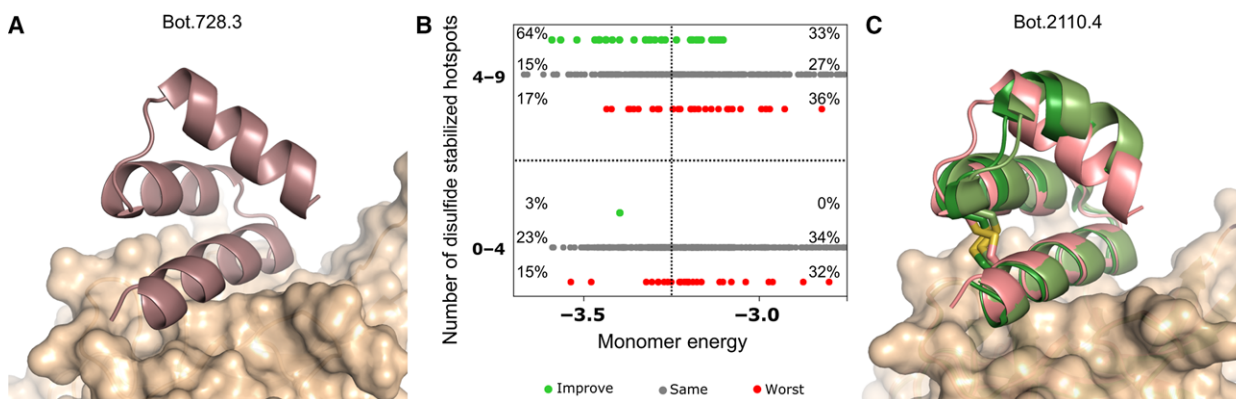 A
Bot.728.3
B
C
Bot.2110.4
Number of disulfide stabilized hotspots
4–9
0–4
64%
33%
15%
27%
17%
36%
3%
0%
23%
34%
15%
32%
−3.5
−3.0
Monomer energy
Improve
Same
Worst